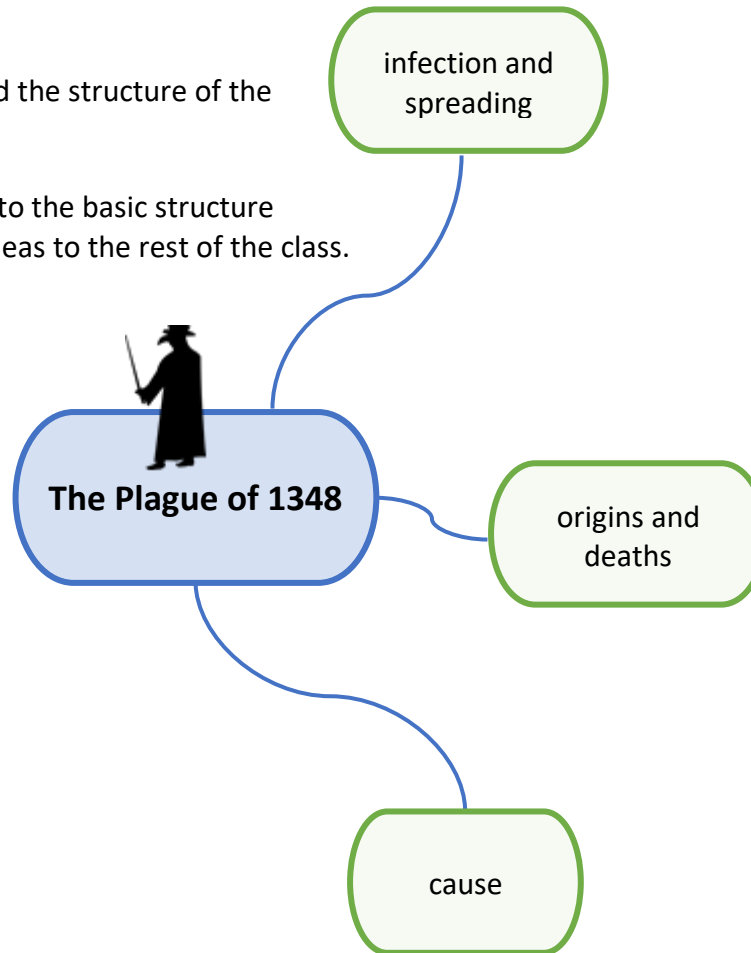 infection and
spreading
d the structure of the
to the basic structure
eas to the rest of the class.
The Plague of 1348
origins and
deaths
cause